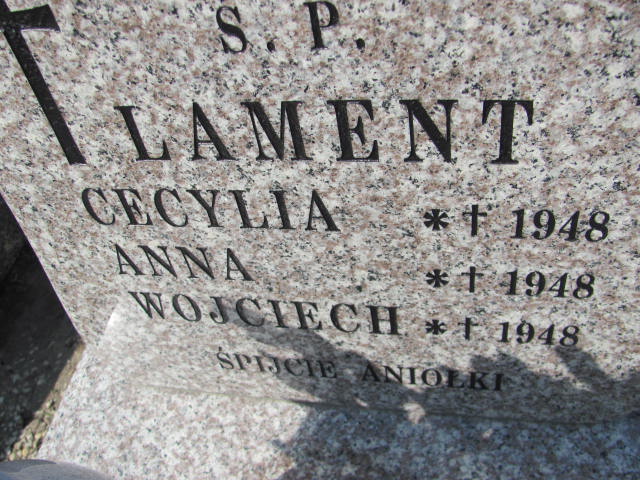 S. P.
LAMENT
CECYLIA * † 1948
ANNA * † 1948
WOJCIECH * † 1948
ŚPIJCIE ANIOŁKI